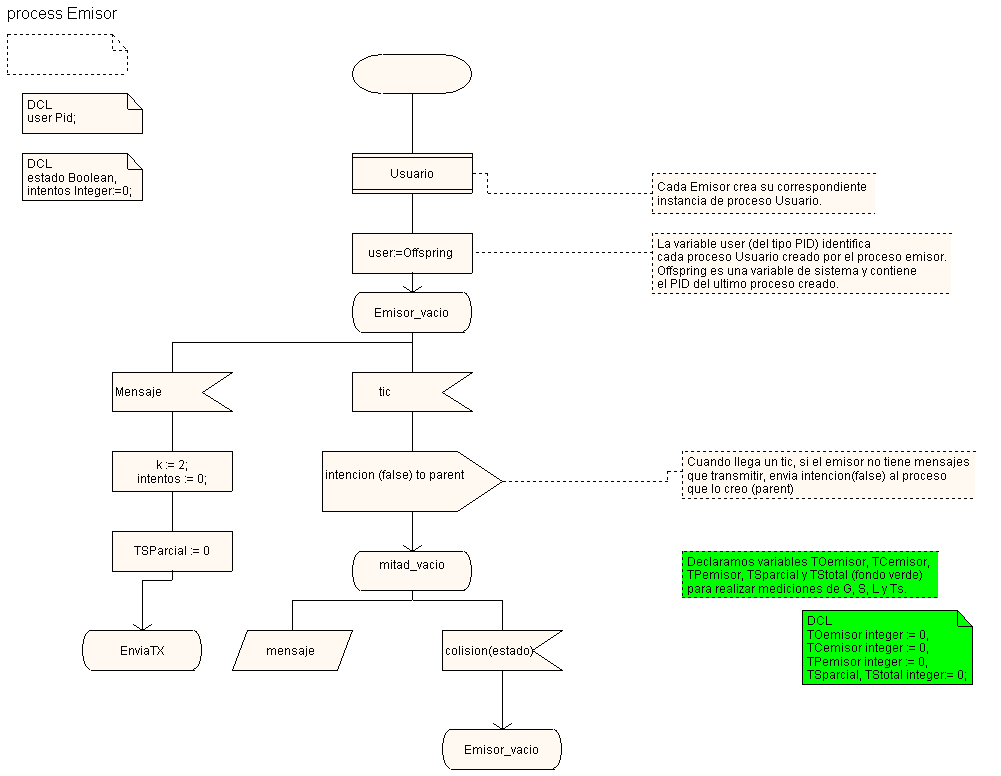 process Emisor
DCL
user Pid;
DCL
estado Boolean,
intentos Integer:=0;
Usuario
Cada Emisor crea su correspondiente
instancia de proceso Usuario.
user:=Offspring
La variable user (del tipo PID) identifica
cada proceso Usuario creado por el proceso emisor.
Offspring es una variable de sistema y contiene
el PID del ultimo proceso creado.
Emisor_vacio
Mensaje
tic
k := 2;
intentos := 0;
intencion (false) to parent
Cuando llega un tic, si el emisor no tiene mensajes
que transmitir, envia intencion(false) al proceso
que lo creo (parent)
TSParcial := 0
mitad_vacio
Declaramos variables TOemisor, TCemisor,
TPemisor, TSparcial y TStotal (fondo verde)
para realizar mediciones de G, S, L y Ts.
DCL
TOemisor integer := 0,
TCemisor integer := 0,
TPemisor integer := 0,
TSparcial, TStotal integer:= 0;
EnviaTX
mensaje
colision(estado)
Emisor_vacio